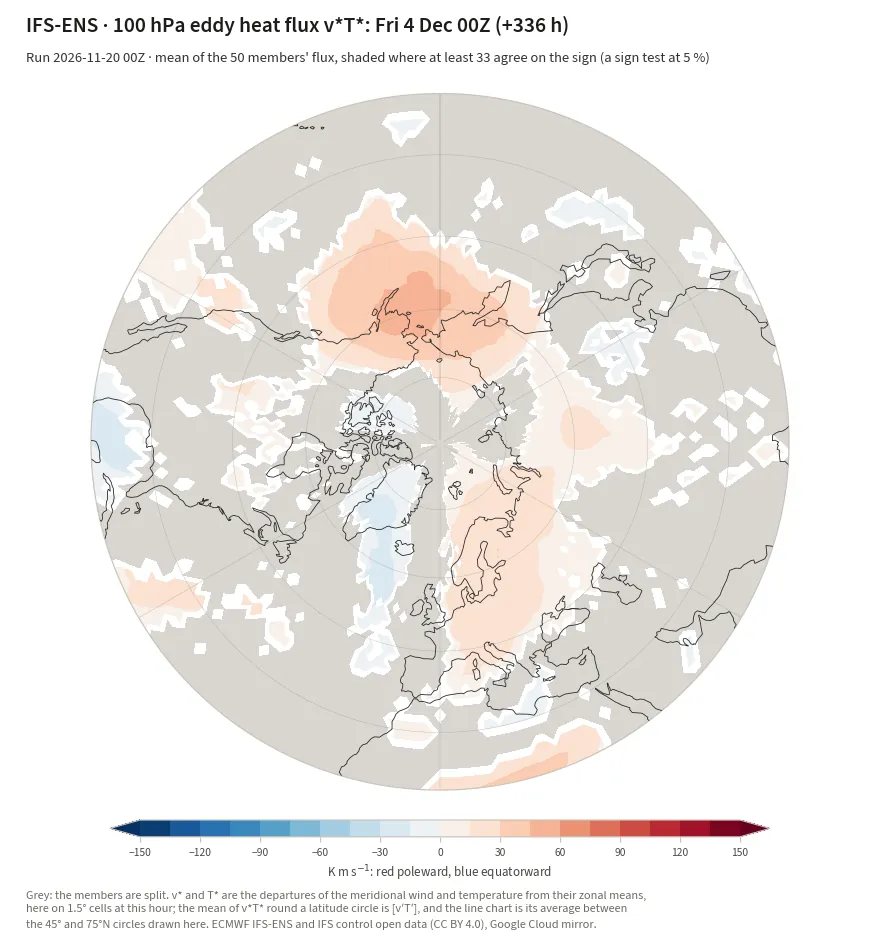 IFS-ENS · 100 hPa eddy heat flux v*T*: Fri 4 Dec 00Z (+336 h)
Run 2026-11-20 00Z · mean of the 50 members' flux, shaded where at least 33 agree on the sign (a sign test at 5 %)
−150 −120 −90 −60 −30 0 30 60 90 120 150
K m s⁻¹: red poleward, blue equatorward
Grey: the members are split. v* and T* are the departures of the meridional wind and temperature from their zonal means,
here on 1.5° cells at this hour; the mean of v*T* round a latitude circle is [v′T′], and the line chart is its average between
the 45° and 75°N circles drawn here. ECMWF IFS-ENS and IFS control open data (CC BY 4.0), Google Cloud mirror.